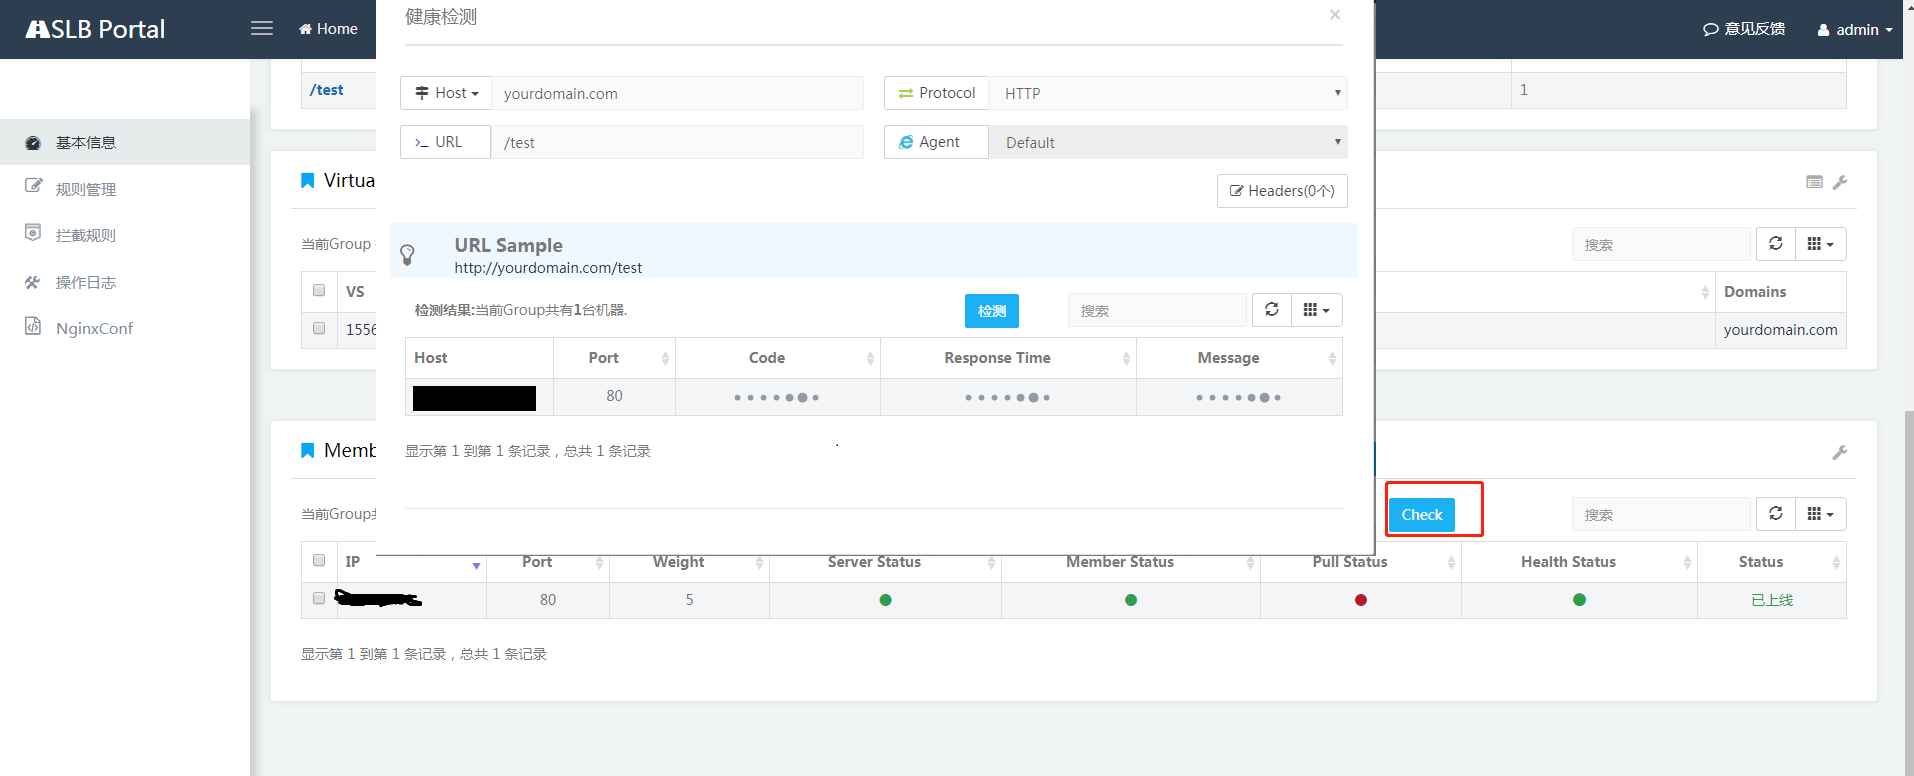 SLB Portal
Home
意见反馈
admin
基本信息
规则管理
拦截规则
操作日志
NginxConf
/test
1
健康检测
×
Host
yourdomain.com
Protocol
HTTP
>_ URL
/test
Agent
Default
Headers(0个)
URL Sample
http://yourdomain.com/test
检测结果:当前Group共有1台机器.
检测
搜索
Host
Port
Code
Response Time
Message
80
显示第 1 到第 1 条记录，总共 1 条记录
Virtua
当前Group
搜索
VS
Domains
1556
yourdomain.com
Memb
当前Group共
Check
搜索
IP
Port
Weight
Server Status
Member Status
Pull Status
Health Status
Status
80
5
已上线
显示第 1 到第 1 条记录，总共 1 条记录